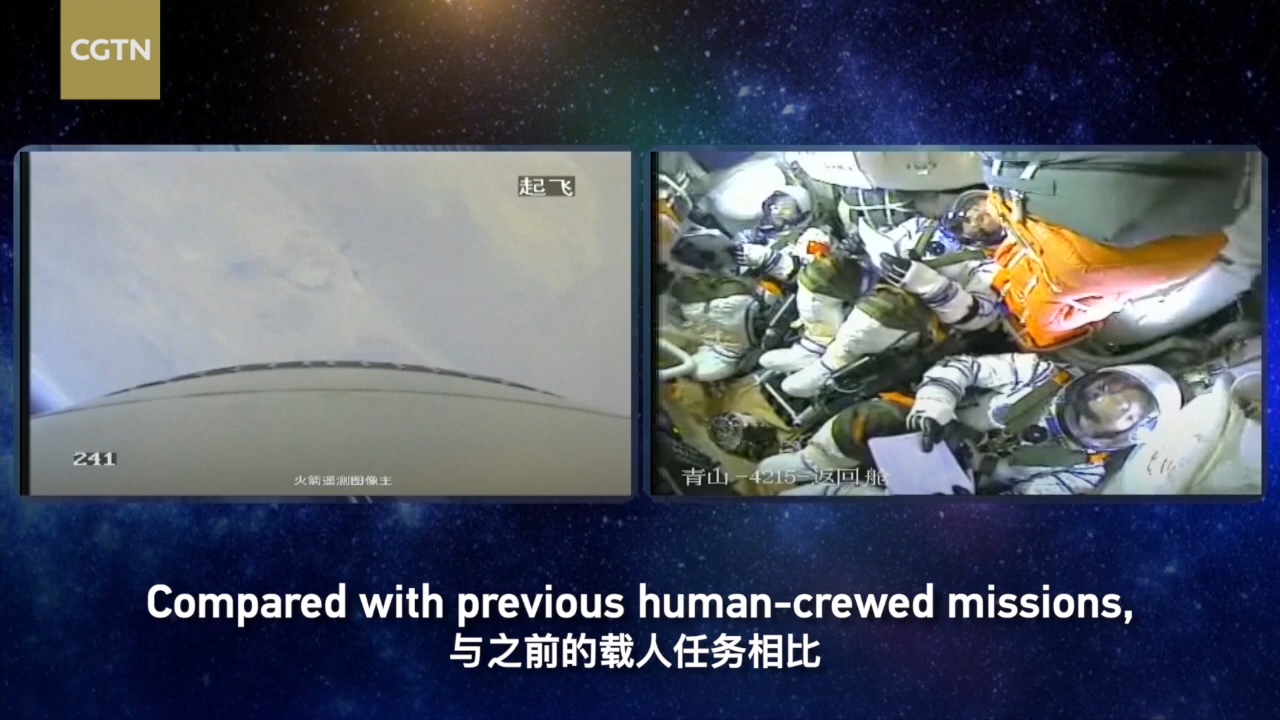 CGTN
起飞
241
火箭遥测图像主
青山-4215-返回舱
Compared with previous human-crewed missions,
与之前的载人任务相比